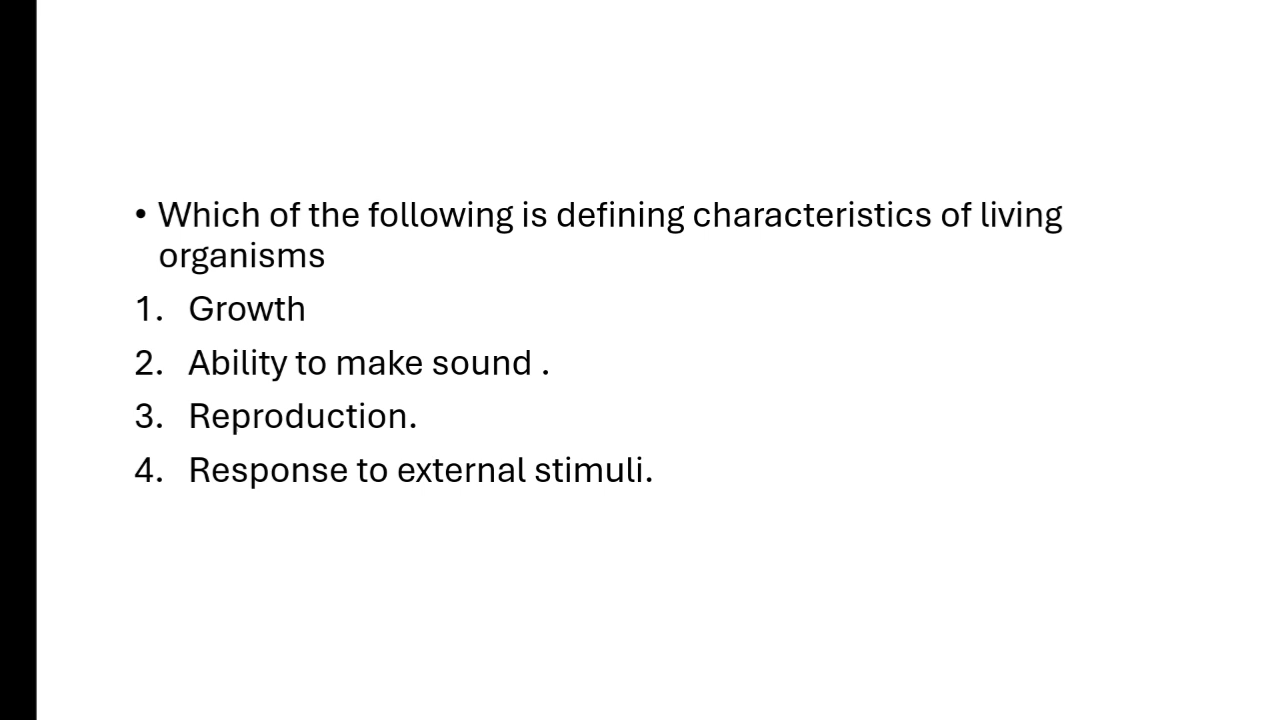 • Which of the following is defining characteristics of living
organisms
1. Growth
2. Ability to make sound .
3. Reproduction.
4. Response to external stimuli.